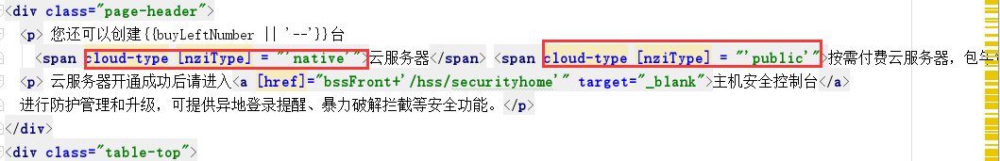 <div class="page-header">
<p> 您还可以创建{{buyLeftNumber || '--'}}台
<span cloud-type [nziType] = "'native'">云服务器</span> <span cloud-type [nziType] = "'public'">按需付费云服务器，包年
<p> 云服务器开通成功后请进入<a [href]="bssFront+'/hss/securityhome'" target="_blank">主机安全控制台</a>
进行防护管理和升级，可提供异地登录提醒、暴力破解拦截等安全功能。</p>
</div>
<div class="table-top">